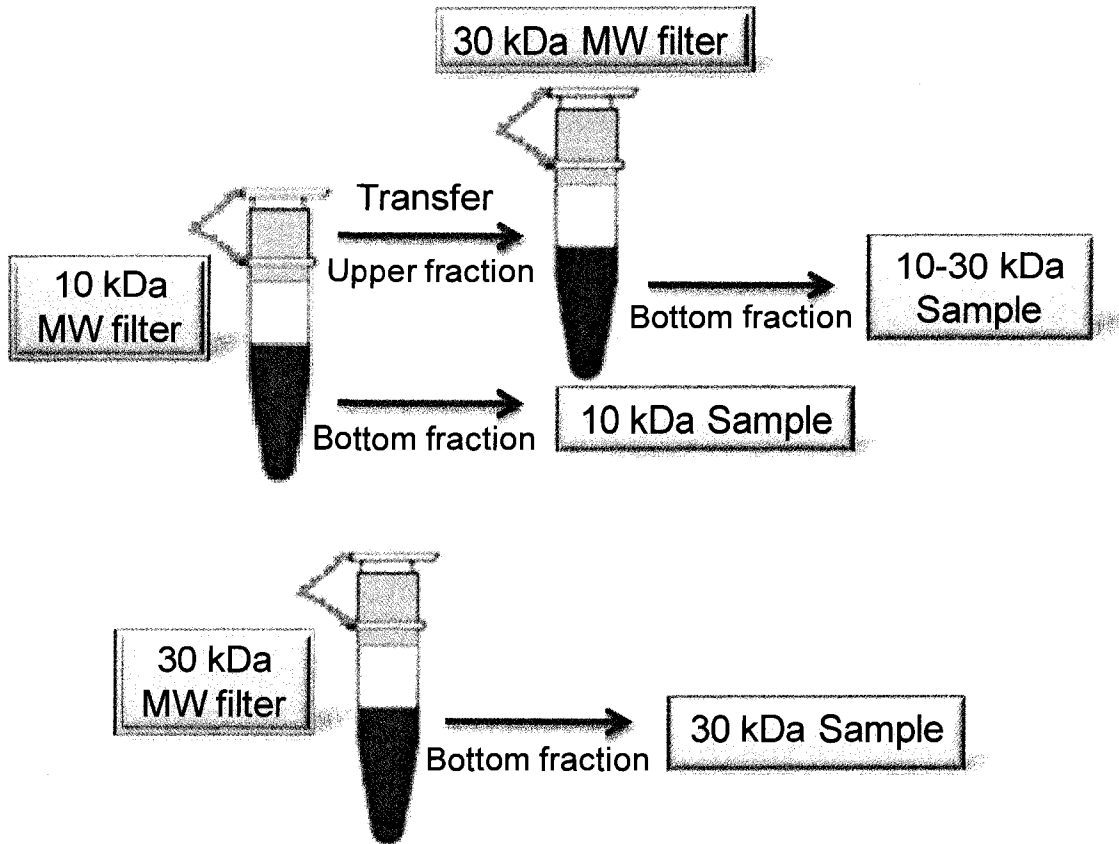 30 kDa MW filter
Transfer
Upper fraction
10 kDa
MW filter
10-30 kDa
Sample
Bottom fraction
10 kDa Sample
Bottom fraction
30 kDa
MW filter
30 kDa Sample
Bottom fraction